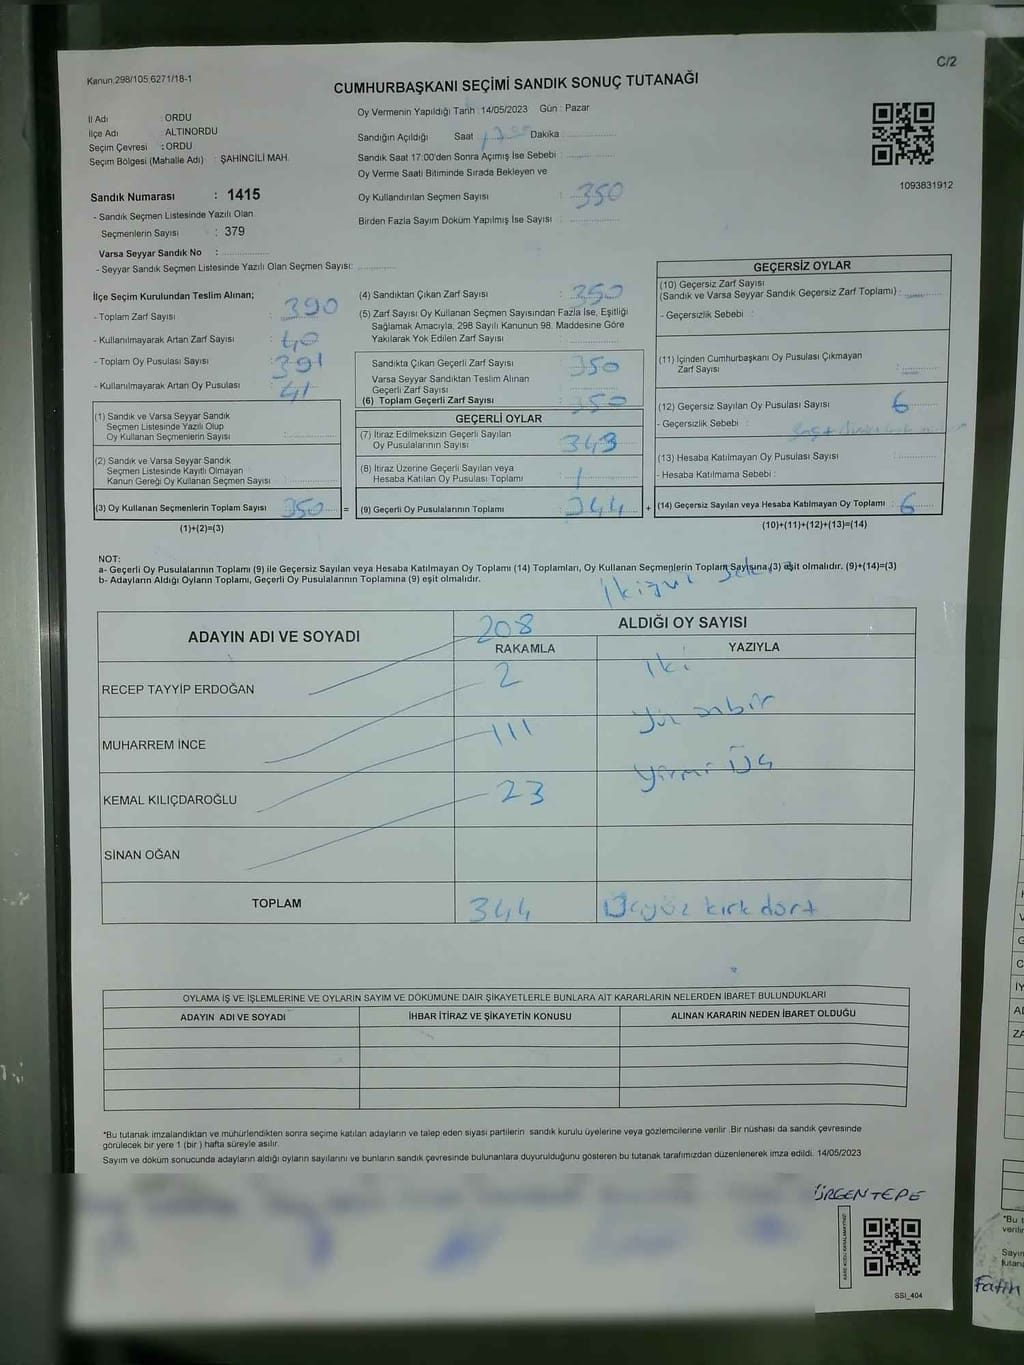 C/2
Kanun,298/105.6271/18-1
CUMHURBAŞKANI SEÇİMİ SANDIK SONUÇ TUTANAĞI
İl Adı : ORDU
İlçe Adı : ALTINORDU
Seçim Çevresi : ORDU
Seçim Bölgesi (Mahalle Adı) : ŞAHINCİLİ MAH.
Oy Vermenin Yapıldığı Tarih : 14/05/2023 Gün : Pazar
Sandığın Açıldığı Saat Dakika
Sandık Saat 17:00'den Sonra Açımış İse Sebebi :
Oy Verme Saati Bitiminde Sırada Bekleyen ve
Oy Kullandırılan Seçmen Sayısı : 350
Birden Fazla Sayım Döküm Yapılmış İse Sayısı :
1093831912
Sandık Numarası : 1415
- Sandık Seçmen Listesinde Yazılı Olan
Seçmenlerin Sayısı : 379
Varsa Seyyar Sandık No :
- Seyyar Sandık Seçmen Listesinde Yazılı Olan Seçmen Sayısı:
İlçe Seçim Kurulundan Teslim Alınan;
- Toplam Zarf Sayısı : 390
- Kullanılmayarak Artan Zarf Sayısı : 40
- Toplam Oy Pusulası Sayısı : 391
- Kullanılmayarak Artan Oy Pusulası : 41
(1) Sandık ve Varsa Seyyar Sandık
Seçmen Listesinde Yazılı Olup
Oy Kullanan Seçmenlerin Sayısı :
(2) Sandık ve Varsa Seyyar Sandık
Seçmen Listesinde Kayıtlı Olmayan
Kanun Gereği Oy Kullanan Seçmen Sayısı :
(3) Oy Kullanan Seçmenlerin Toplam Sayısı : 350 =
(1)+(2)=(3)
(4) Sandıktan Çıkan Zarf Sayısı : 350
(5) Zarf Sayısı Oy Kullanan Seçmen Sayısından Fazla İse, Eşitliği
Sağlamak Amacıyla, 298 Sayılı Kanunun 98. Maddesine Göre
Yakılarak Yok Edilen Zarf Sayısı :
Sandıkta Çıkan Geçerli Zarf Sayısı : 350
Varsa Seyyar Sandıktan Teslim Alınan
Geçerli Zarf Sayısı :
(6) Toplam Geçerli Zarf Sayısı : 350
GEÇERLİ OYLAR
(7) İtiraz Edilmeksizin Geçerli Sayılan
Oy Pusulalarının Sayısı : 343
(8) İtiraz Üzerine Geçerli Sayılan veya
Hesaba Katılan Oy Pusulası Toplamı : 1
(9) Geçerli Oy Pusulalarının Toplamı : 344 +
GEÇERSİZ OYLAR
(10) Geçersiz Zarf Sayısı
(Sandık ve Varsa Seyyar Sandık Geçersiz Zarf Toplamı) :
- Geçersizlik Sebebi :
(11) İçinden Cumhurbaşkanı Oy Pusulası Çıkmayan
Zarf Sayısı :
(12) Geçersiz Sayılan Oy Pusulası Sayısı : 6
- Geçersizlik Sebebi :
(13) Hesaba Katılmayan Oy Pusulası Sayısı :
- Hesaba Katılmama Sebebi :
(14) Geçersiz Sayılan veya Hesaba Katılmayan Oy Toplamı : 6
(10)+(11)+(12)+(13)=(14)
NOT:
a- Geçerli Oy Pusulalarının Toplamı (9) ile Geçersiz Sayılan veya Hesaba Katılmayan Oy Toplamı (14) Toplamları, Oy Kullanan Seçmenlerin Toplam Sayısına (3) eşit olmalıdır. (9)+(14)=(3)
b- Adayların Aldığı Oyların Toplamı, Geçerli Oy Pusulalarının Toplamına (9) eşit olmalıdır.
ADAYIN ADI VE SOYADI ALDIĞI OY SAYISI
RAKAMLA YAZIYLA
RECEP TAYYİP ERDOĞAN 208
MUHARREM İNCE 2 iki
KEMAL KILIÇDAROĞLU 111 Yüz onbir
SİNAN OĞAN 23 Yirmi Üç
TOPLAM 344 Üçyüz kırk dört
OYLAMA İŞ VE İŞLEMLERİNE VE OYLARIN SAYIM VE DÖKÜMÜNE DAİR ŞİKAYETLERLE BUNLARA AİT KARARLARIN NELERDEN İBARET BULUNDUKLARI
ADAYIN ADI VE SOYADI İHBAR İTİRAZ VE ŞİKAYETİN KONUSU ALINAN KARARIN NEDEN İBARET OLDUĞU
*Bu tutanak imzalandıktan ve mühürlendikten sonra seçime katılan adayların ve talep eden siyasi partilerin sandık kurulu üyelerine veya gözlemcilerine verilir .Bir nüshası da sandık çevresinde
görülecek bir yere 1 (bir ) hafta süreyle asılır.
Sayım ve döküm sonucunda adayların aldığı oyların sayılarını ve bunların sandık çevresinde bulunanlara duyurulduğunu gösteren bu tutanak tarafımızdan düzenlenerek imza edildi. 14/05/2023
ÜRGENTEPE
KARE KODU KARALAMAYINIZ!
SSI_404
*Bu t
Fatih